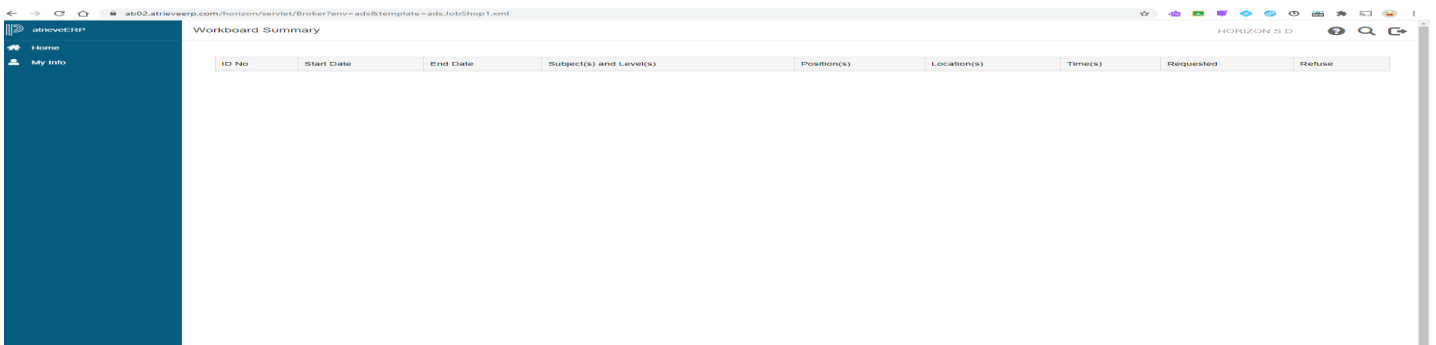 ab02.atrieveerp.com/horizon/servlet/Broker?env=ads&template=ads.JobShop1.xml
atrieveERP
Workboard Summary
HORIZON S.D.
Home
My Info
ID No
Start Date
End Date
Subject(s) and Level(s)
Position(s)
Location(s)
Time(s)
Requested
Refuse